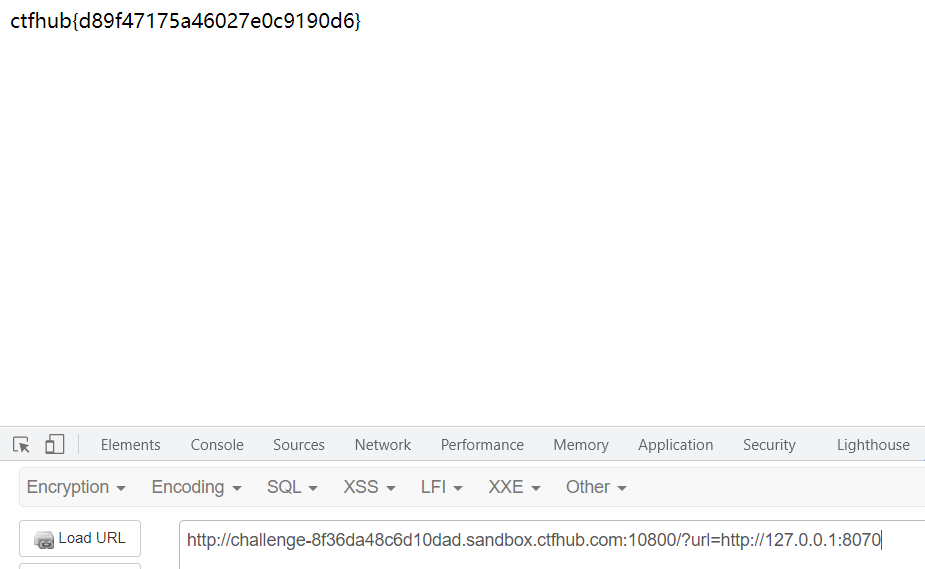 ctfhub{d89f47175a46027e0c9190d6}
Elements Console Sources Network Performance Memory Application Security Lighthouse
Encryption Encoding SQL XSS LFI XXE Other
Load URL http://challenge-8f36da48c6d10dad.sandbox.ctfhub.com:10800/?url=http://127.0.0.1:8070